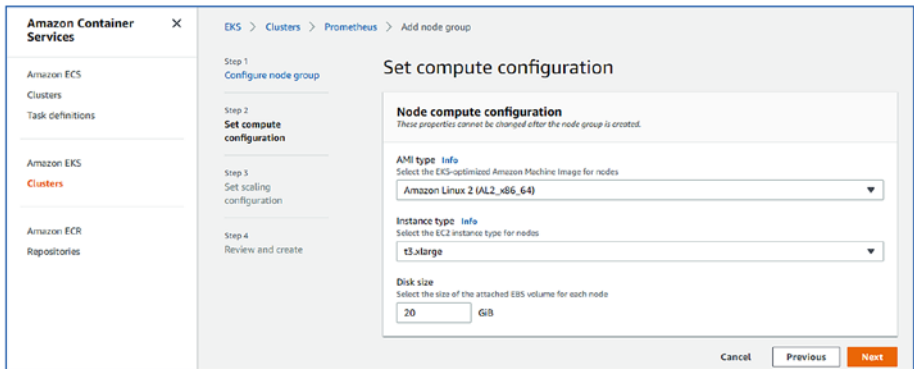 Amazon Container
Services
×
Amazon ECS
Clusters
Task definitions
Amazon EKS
Clusters
Amazon ECR
Repositories
EKS > Clusters > Prometheus > Add node group
Step 1
Configure node group
Step 2
Set compute
configuration
Step 3
Set scaling
configuration
Step 4
Review and create
Set compute configuration
Node compute configuration
These properties cannot be changed after the node group is created.
AMI type Info
Select the EKS-optimized Amazon Machine Image for nodes
Amazon Linux 2 (AL2_x86_64)
Instance type Info
Select the EC2 instance type for nodes
t3.xlarge
Disk size
Select the size of the attached EBS volume for each node
20 GiB
Cancel Previous Next